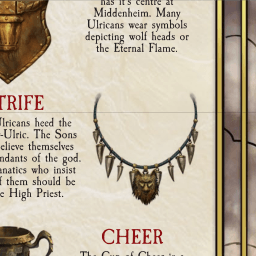 has it's centre at
Middenheim. Many
Ulricans wear symbols
depicting wolf heads or
the Eternal Flame.
TRIFE
Ulricans heed the
-Ulric. The Sons
elieve themselves
ndants of the god.
natics who insist
f them should be
e High Priest.
CHEER